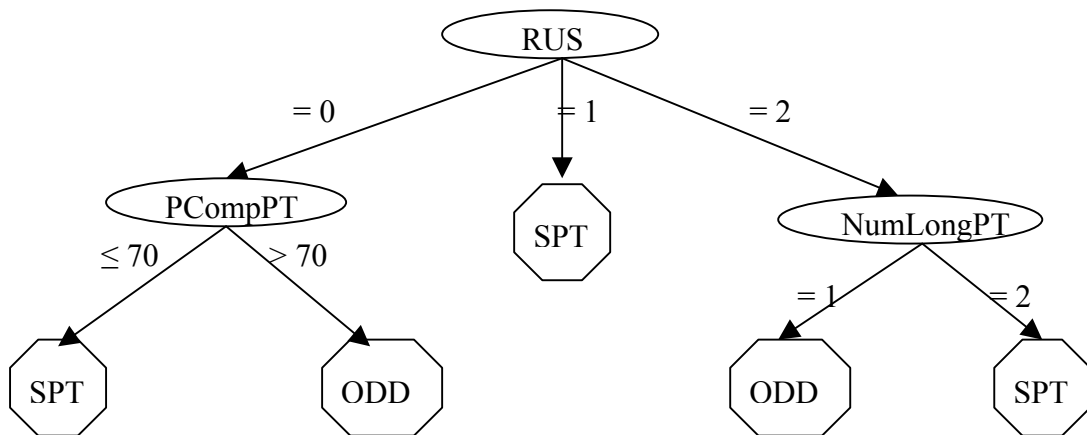 RUS
= 0
= 1
= 2
PCompPT
SPT
NumLongPT
≤ 70
> 70
= 1
= 2
SPT
ODD
ODD
SPT